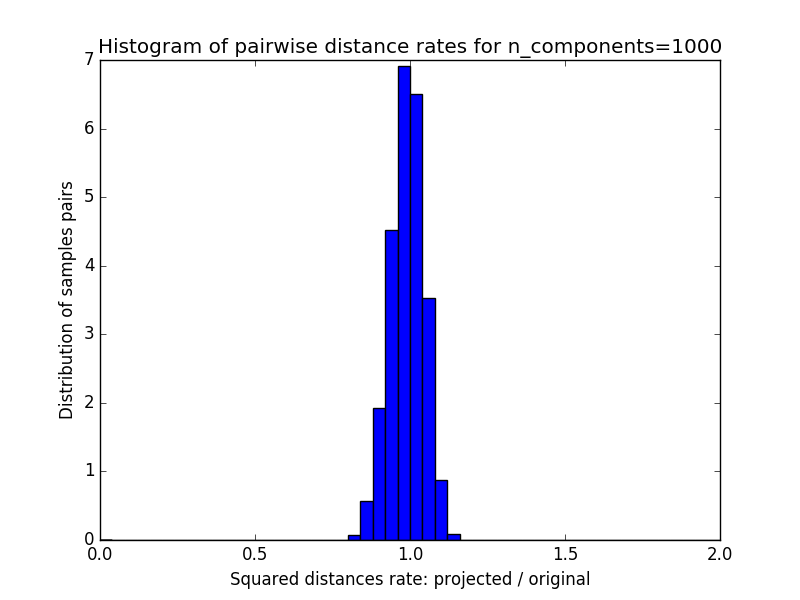 Histogram of pairwise distance rates for n_components=1000
7
6
5
4
3
2
1
0
Distribution of samples pairs
0.0 0.5 1.0 1.5 2.0
Squared distances rate: projected / original